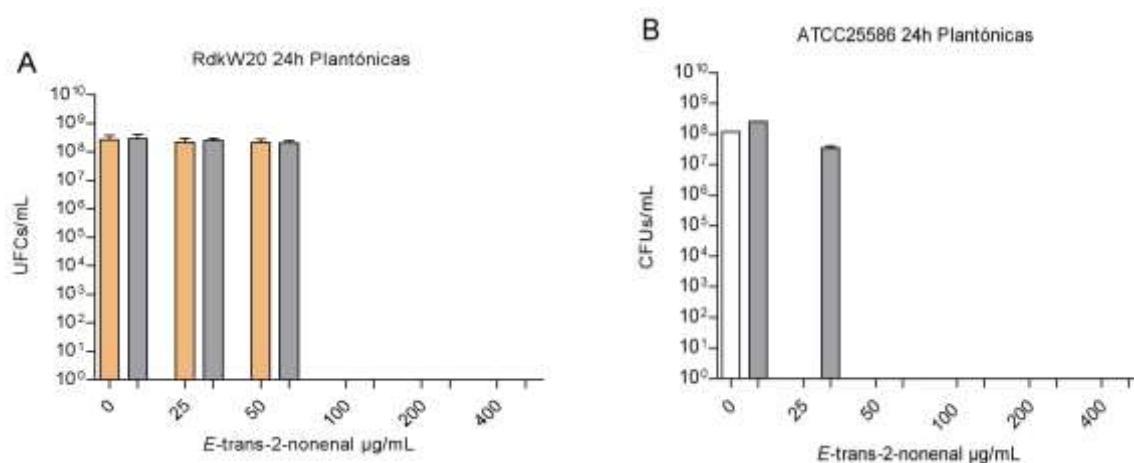 A
RdkW20 24h Plantónicas
UFCs/mL
10¹⁰
10⁹
10⁸
10⁷
10⁶
10⁵
10⁴
10³
10²
10¹
10⁰
0 25 50 100 200 400
E-trans-2-nonenal µg/mL
B
ATCC25586 24h Plantónicas
CFUs/mL
10¹⁰
10⁹
10⁸
10⁷
10⁶
10⁵
10⁴
10³
10²
10¹
10⁰
0 25 50 100 200 400
E-trans-2-nonenal µg/mL